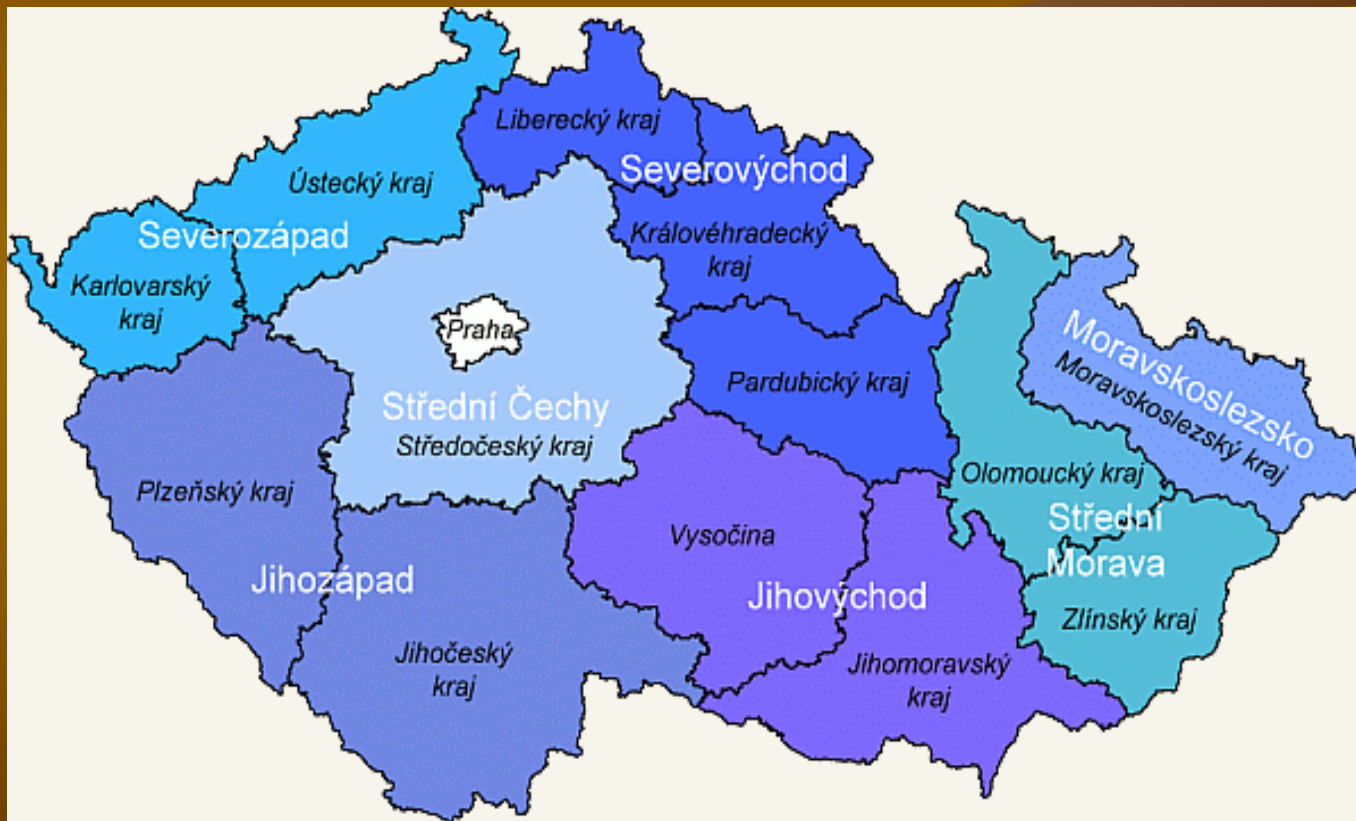 Liberecký kraj
Severovýchod
Ústecký kraj
Severozápad
Královéhradecký
kraj
Karlovarský
kraj
Praha
Pardubický kraj
Moravskoslezsko
Moravskoslezský kraj
Střední Čechy
Středočeský kraj
Plzeňský kraj
Olomoucký kraj
Střední
Morava
Vysočina
Jihozápad
Jihovýchod
Zlínský kraj
Jihočeský
kraj
Jihomoravský
kraj